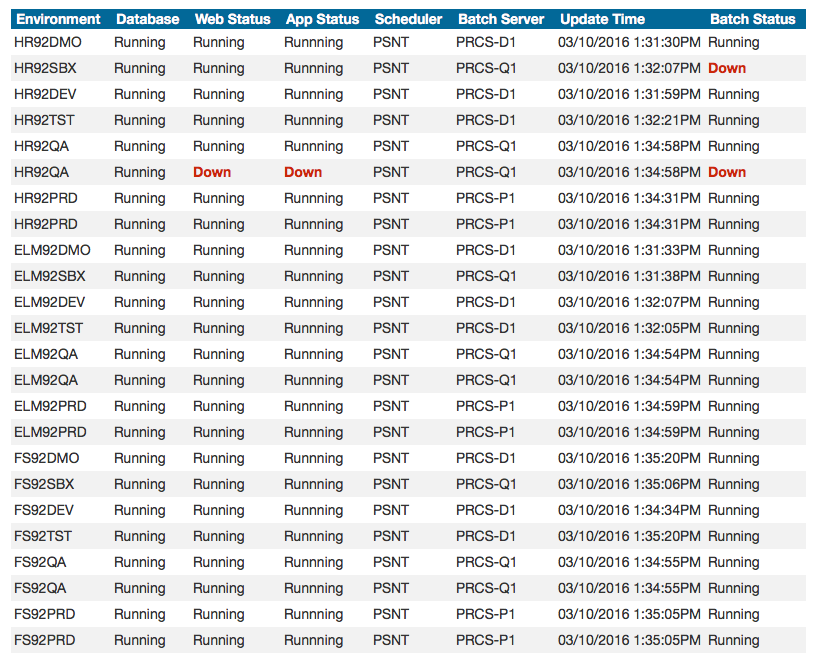 Environment Database Web Status App Status Scheduler Batch Server Update Time Batch Status
HR92DMO Running Running Runnning PSNT PRCS-D1 03/10/2016 1:31:30PM Running
HR92SBX Running Running Runnning PSNT PRCS-Q1 03/10/2016 1:32:07PM Down
HR92DEV Running Running Runnning PSNT PRCS-D1 03/10/2016 1:31:59PM Running
HR92TST Running Running Runnning PSNT PRCS-D1 03/10/2016 1:32:21PM Running
HR92QA Running Running Runnning PSNT PRCS-Q1 03/10/2016 1:34:58PM Running
HR92QA Running Down Down PSNT PRCS-Q1 03/10/2016 1:34:58PM Down
HR92PRD Running Running Runnning PSNT PRCS-P1 03/10/2016 1:34:31PM Running
HR92PRD Running Running Runnning PSNT PRCS-P1 03/10/2016 1:34:31PM Running
ELM92DMO Running Running Runnning PSNT PRCS-D1 03/10/2016 1:31:33PM Running
ELM92SBX Running Running Runnning PSNT PRCS-Q1 03/10/2016 1:31:38PM Running
ELM92DEV Running Running Runnning PSNT PRCS-D1 03/10/2016 1:32:07PM Running
ELM92TST Running Running Runnning PSNT PRCS-D1 03/10/2016 1:32:05PM Running
ELM92QA Running Running Runnning PSNT PRCS-Q1 03/10/2016 1:34:54PM Running
ELM92QA Running Running Runnning PSNT PRCS-Q1 03/10/2016 1:34:54PM Running
ELM92PRD Running Running Runnning PSNT PRCS-P1 03/10/2016 1:34:59PM Running
ELM92PRD Running Running Runnning PSNT PRCS-P1 03/10/2016 1:34:59PM Running
FS92DMO Running Running Runnning PSNT PRCS-D1 03/10/2016 1:35:20PM Running
FS92SBX Running Running Runnning PSNT PRCS-Q1 03/10/2016 1:35:06PM Running
FS92DEV Running Running Runnning PSNT PRCS-D1 03/10/2016 1:34:34PM Running
FS92TST Running Running Runnning PSNT PRCS-D1 03/10/2016 1:35:20PM Running
FS92QA Running Running Runnning PSNT PRCS-Q1 03/10/2016 1:34:55PM Running
FS92QA Running Running Runnning PSNT PRCS-Q1 03/10/2016 1:34:55PM Running
FS92PRD Running Running Runnning PSNT PRCS-P1 03/10/2016 1:35:05PM Running
FS92PRD Running Running Runnning PSNT PRCS-P1 03/10/2016 1:35:05PM Running